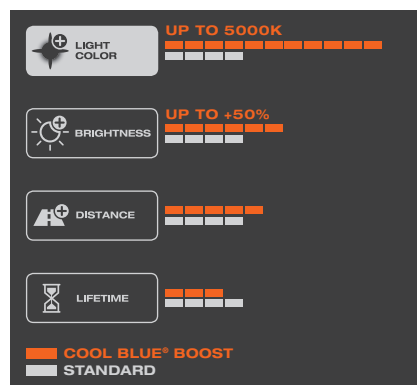 UP TO 5000K
LIGHT
COLOR
UP TO +50%
BRIGHTNESS
DISTANCE
LIFETIME
COOL BLUE® BOOST
STANDARD